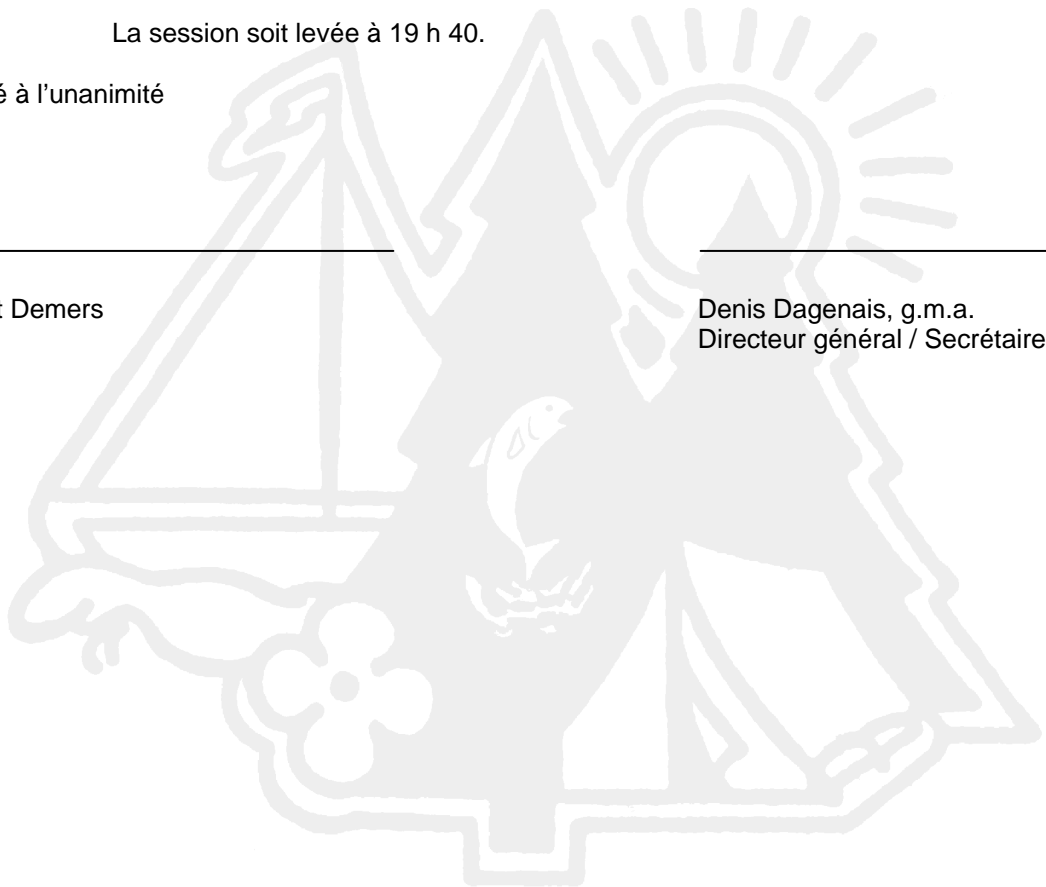 La session soit levée à 19 h 40.
é à l’unanimité
t Demers
Denis Dagenais, g.m.a.
Directeur général / Secrétaire